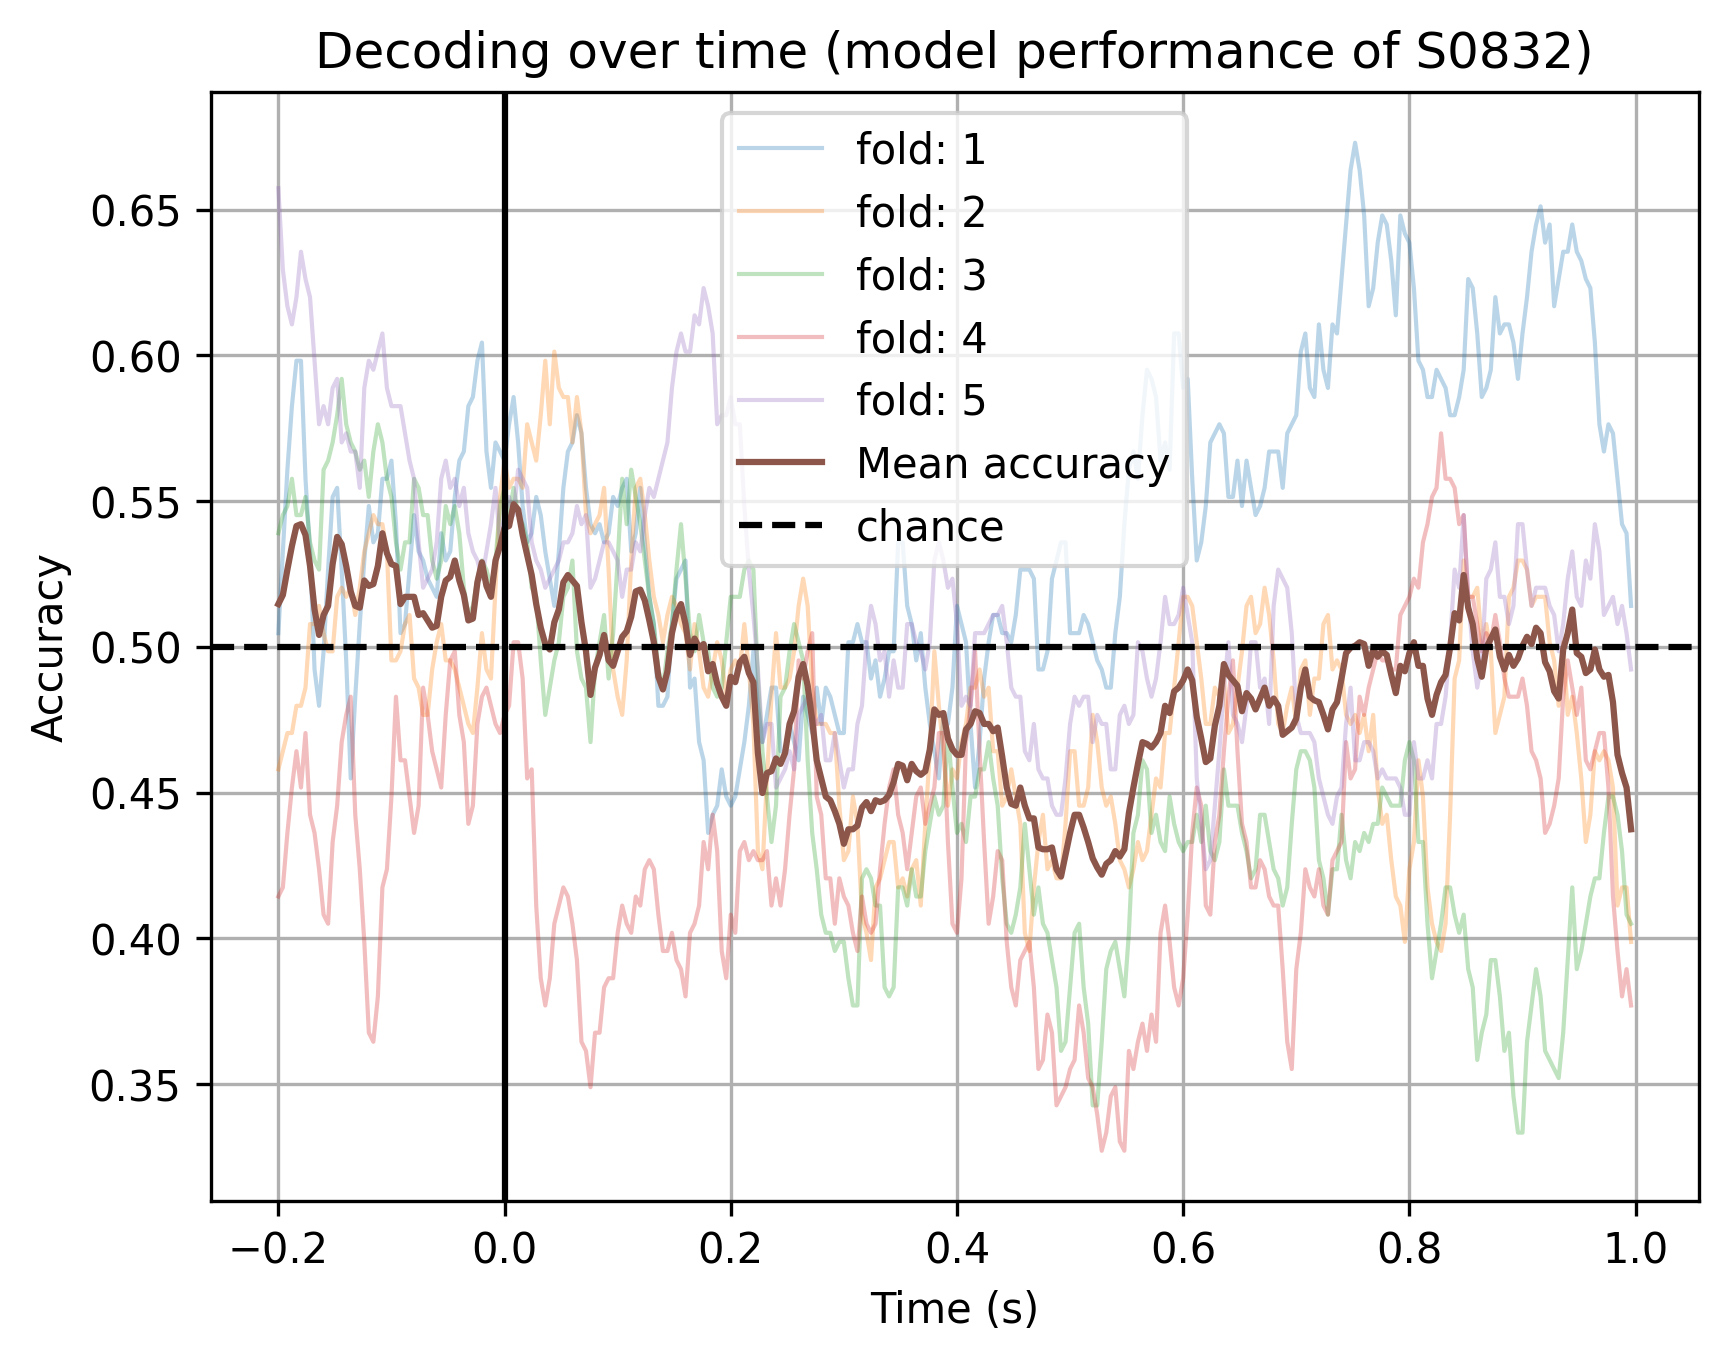 Decoding over time (model performance of S0832)
fold: 1
fold: 2
fold: 3
fold: 4
fold: 5
Mean accuracy
chance
Accuracy
0.65
0.60
0.55
0.50
0.45
0.40
0.35
−0.2 0.0 0.2 0.4 0.6 0.8 1.0
Time (s)